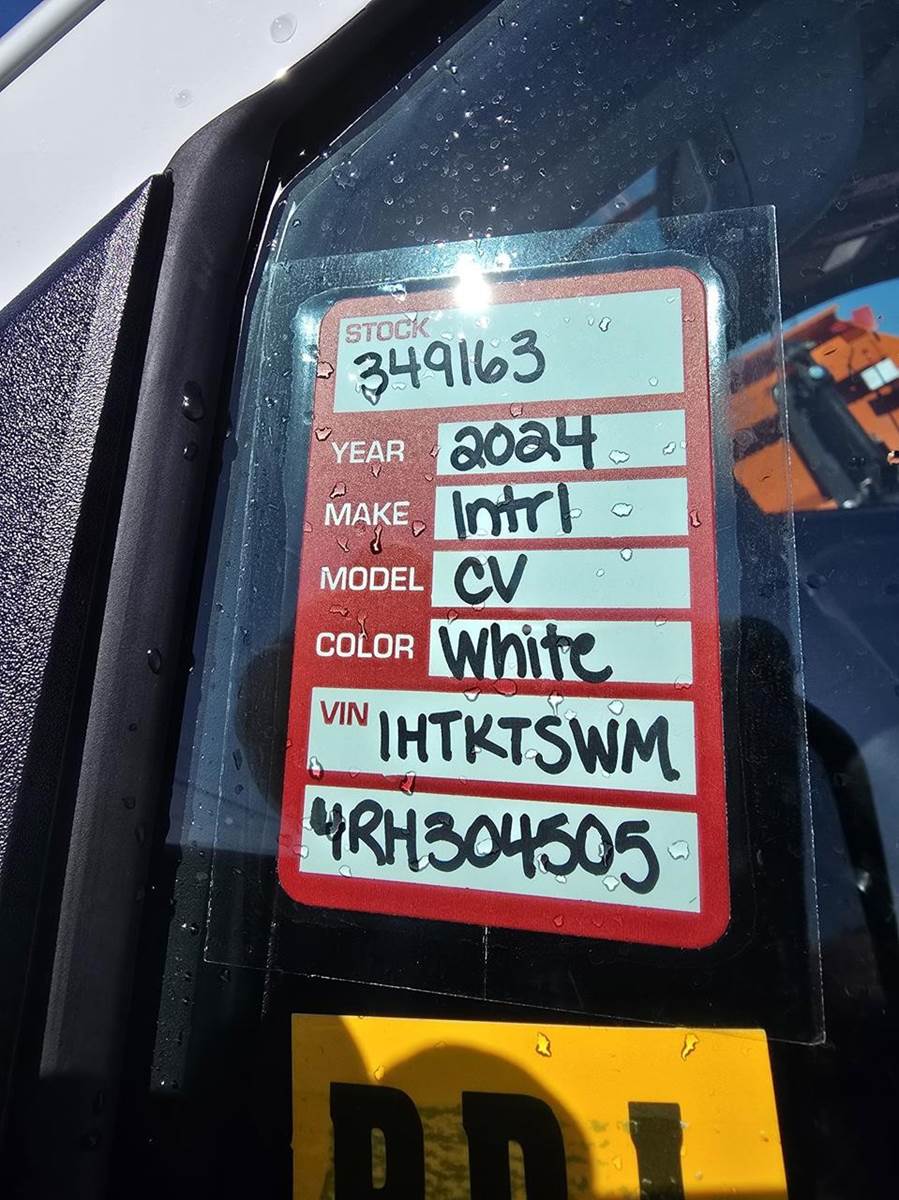 STOCK
349163
YEAR 2024
MAKE Intrl
MODEL CV
COLOR White
VIN 1HTKTSWM
4RH304505